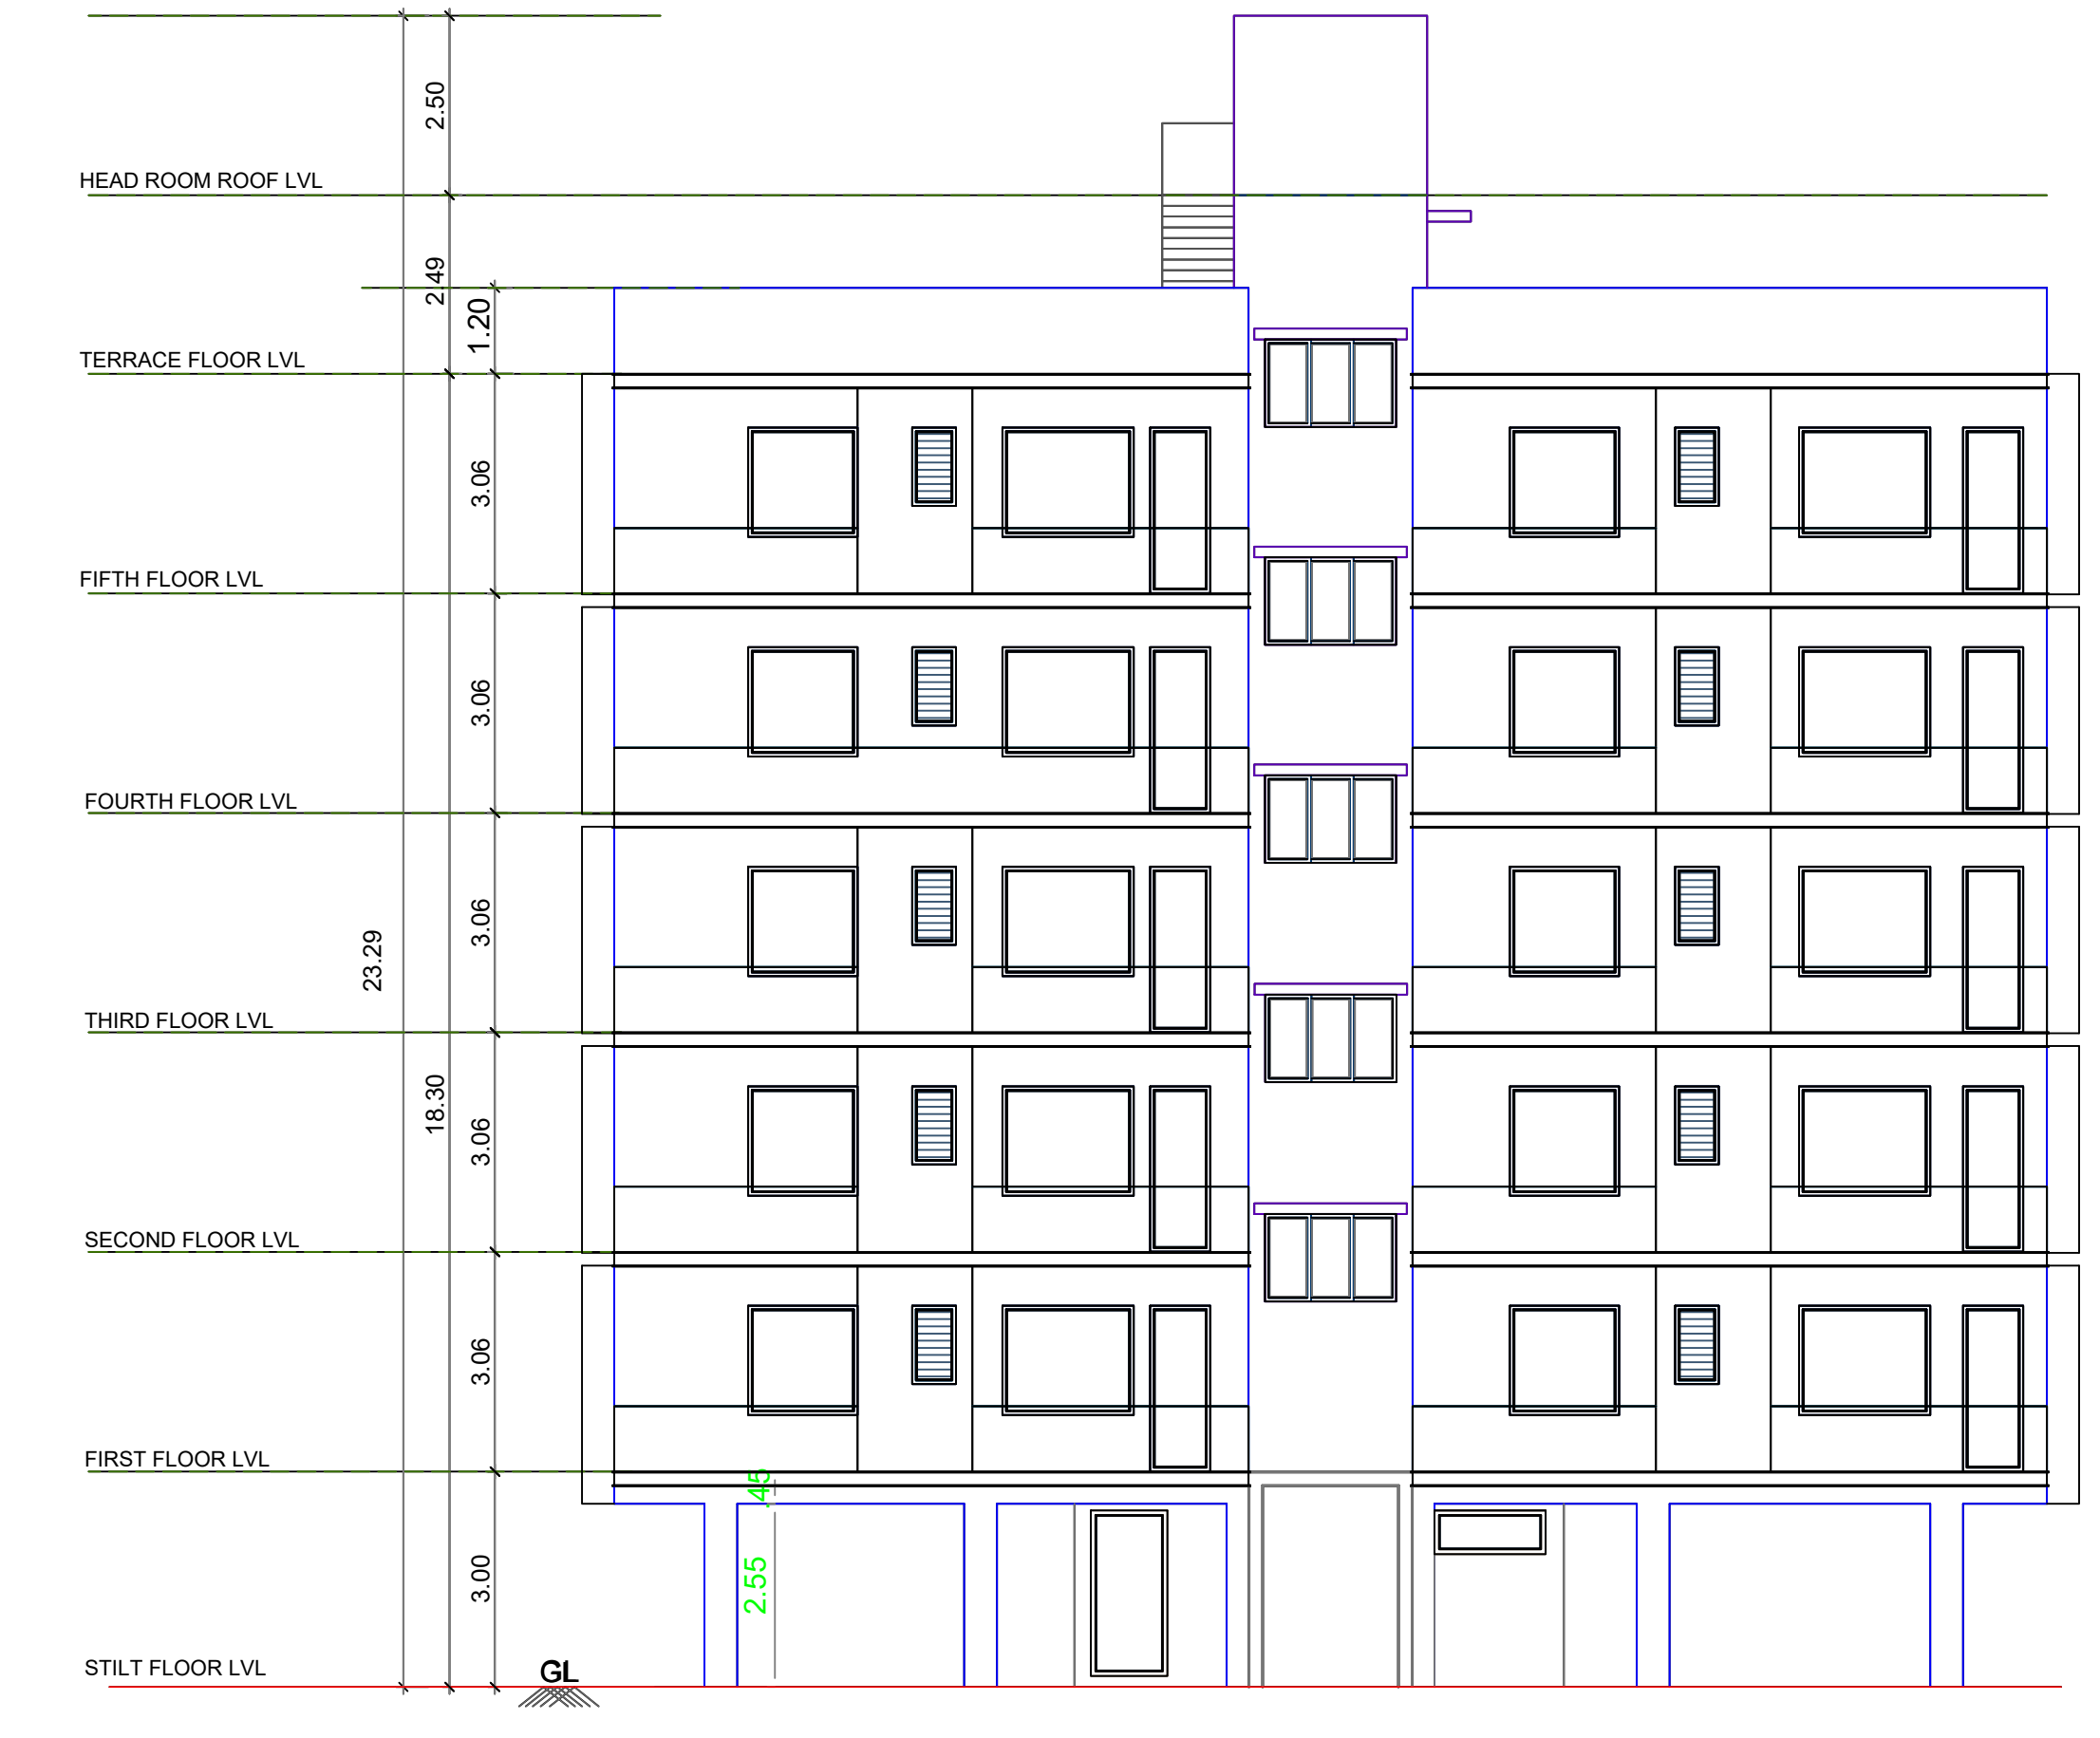 2.50
HEAD ROOM ROOF LVL
2.49
1.20
TERRACE FLOOR LVL
3.06
FIFTH FLOOR LVL
3.06
FOURTH FLOOR LVL
3.06
23.29
THIRD FLOOR LVL
18.30
3.06
SECOND FLOOR LVL
3.06
FIRST FLOOR LVL
.45
3.00
2.55
STILT FLOOR LVL
GL